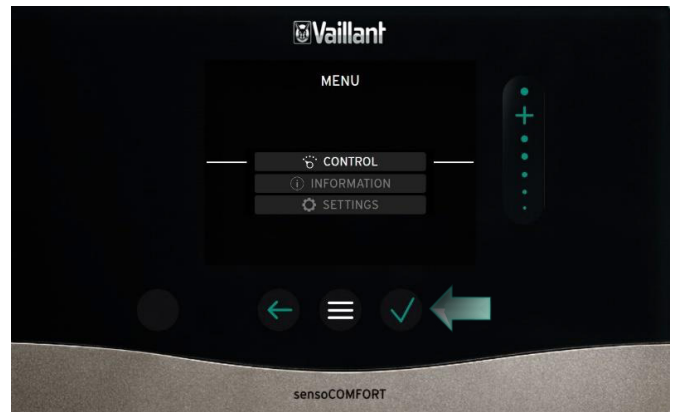 Vaillant
MENU
CONTROL
INFORMATION
SETTINGS
sensoCOMFORT